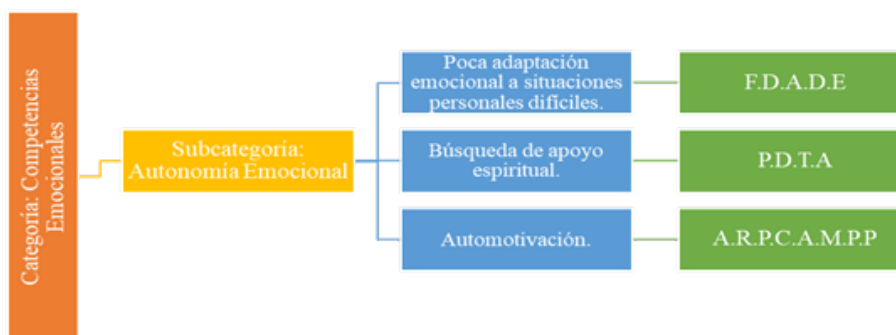 Categoría: Competencias
Emocionales
Subcategoría:
Autonomía Emocional
Poca adaptación
emocional a situaciones
personales difíciles.
F.D.A.D.E
Búsqueda de apoyo
espiritual.
P.D.T.A
Automotivación.
A.R.P.C.A.M.P.P